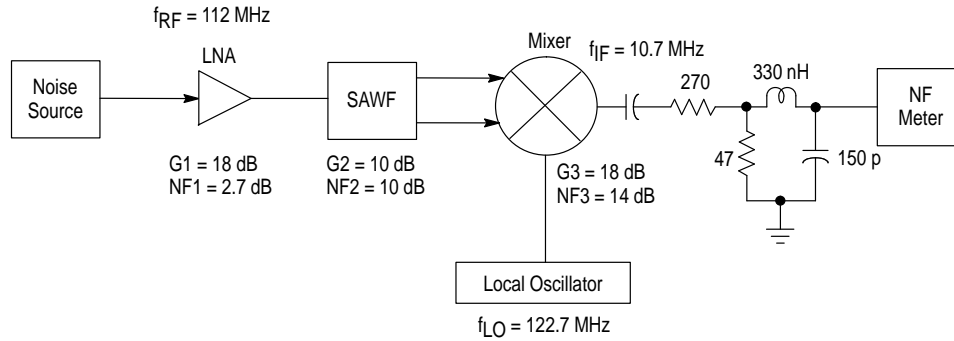 fRF = 112 MHz
LNA
Noise
Source
SAWF
Mixer
fIF = 10.7 MHz
270
330 nH
NF
Meter
47
150 p
G1 = 18 dB
NF1 = 2.7 dB
G2 = 10 dB
NF2 = 10 dB
G3 = 18 dB
NF3 = 14 dB
Local Oscillator
fLO = 122.7 MHz